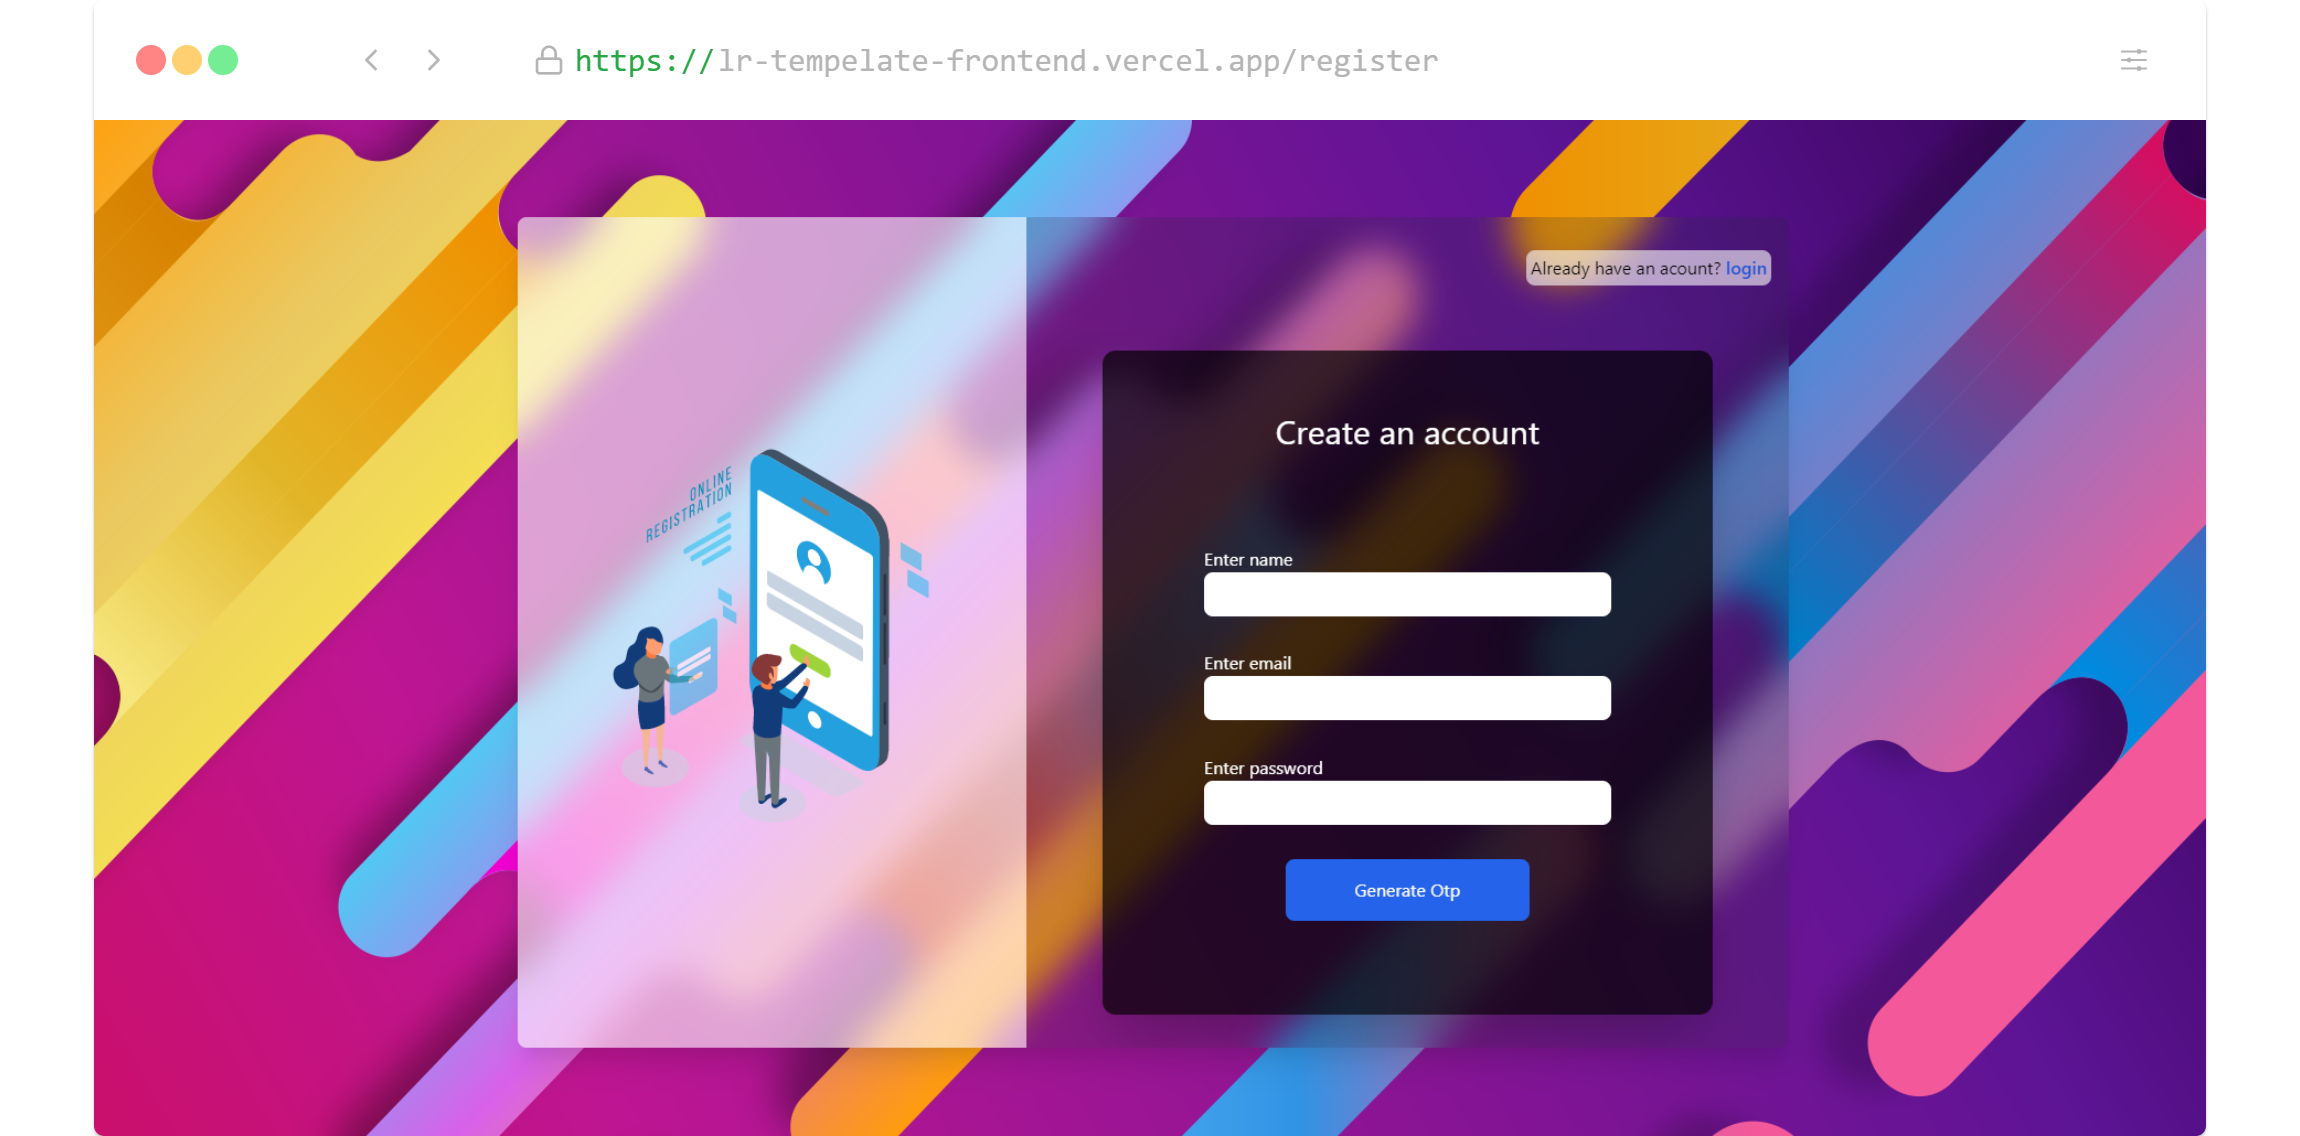 https://lr-tempelate-frontend.vercel.app/register
Already have an acount? login
ONLINE
REGISTRATION
Create an account
Enter name
Enter email
Enter password
Generate Otp